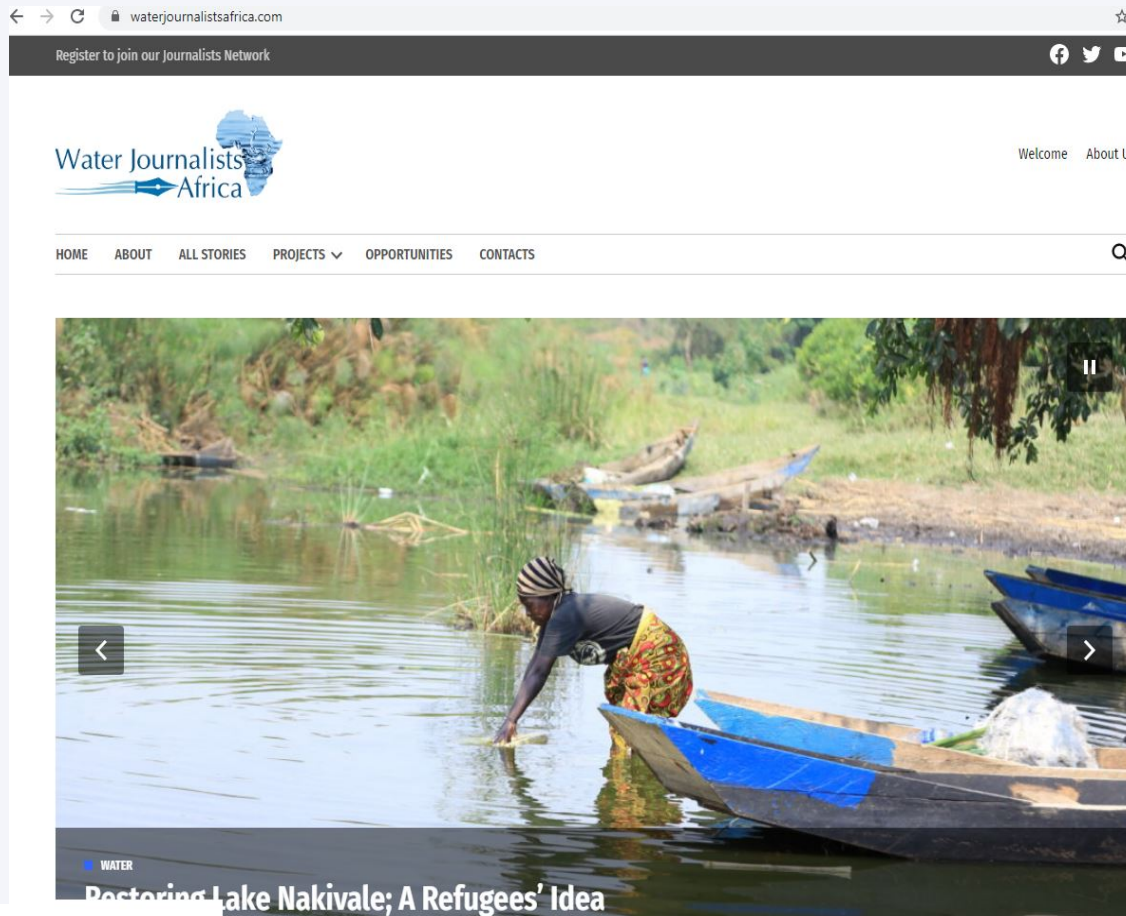 waterjournalistsafrica.com
Register to join our Journalists Network
Water Journalists
Africa
Welcome About U
HOME ABOUT ALL STORIES PROJECTS OPPORTUNITIES CONTACTS
WATER
Restoring Lake Nakivale; A Refugees' Idea